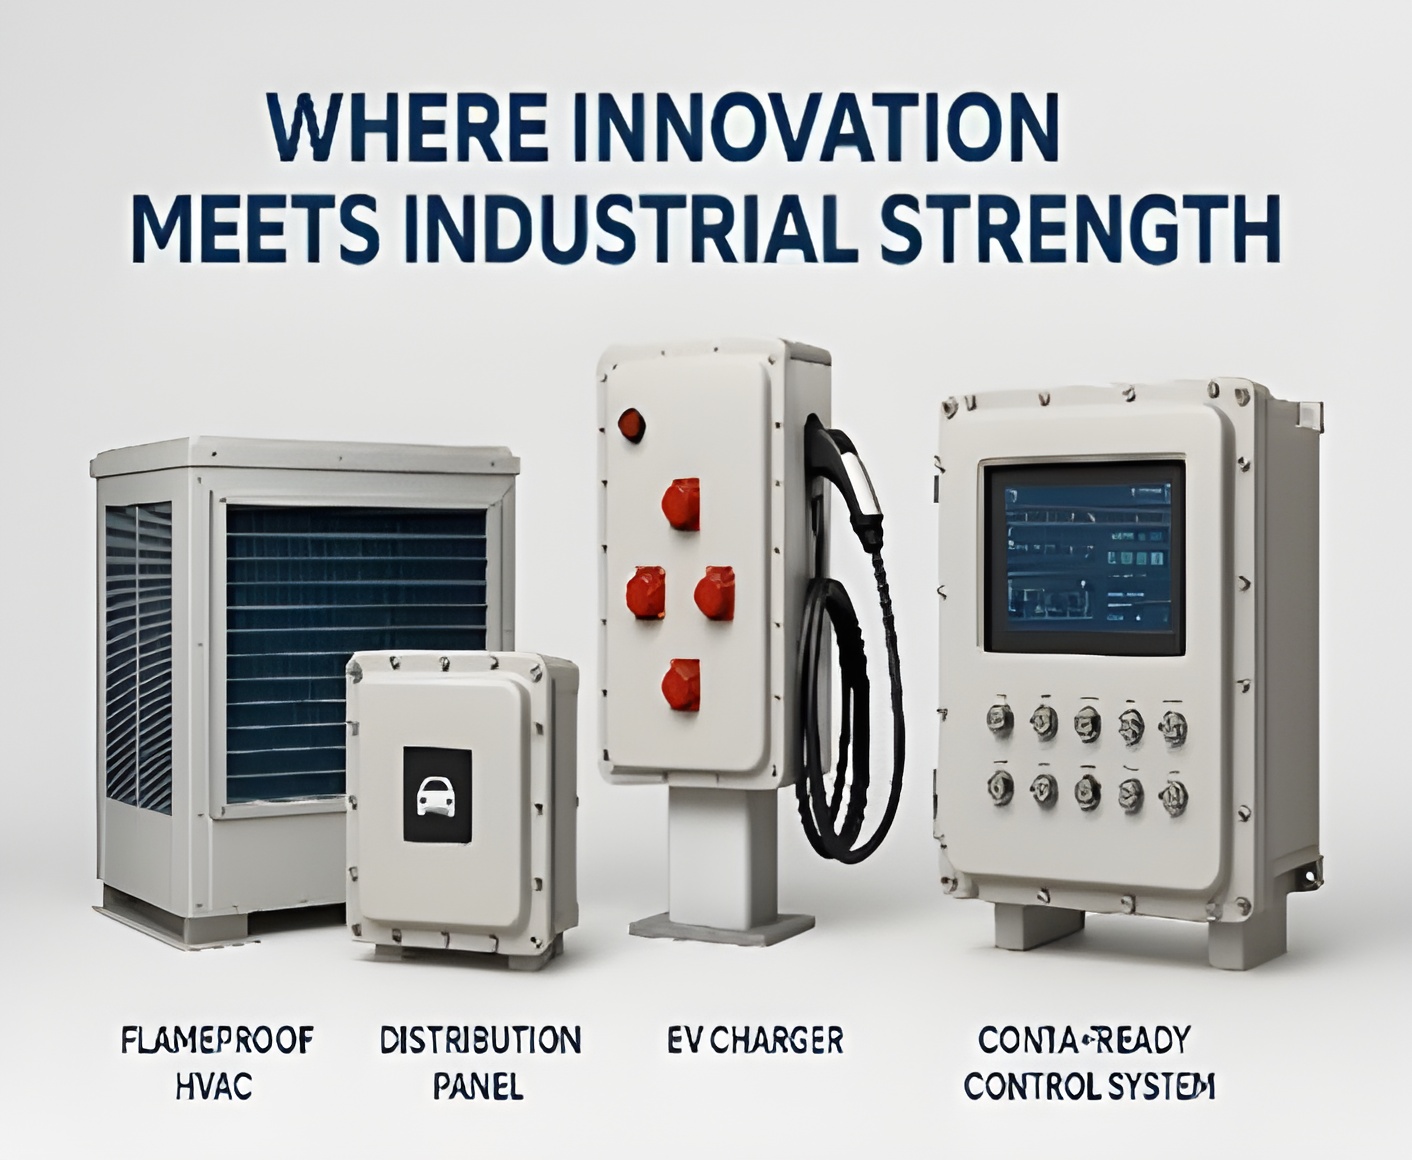 WHERE INNOVATION
MEETS INDUSTRIAL STRENGTH
FLAMEPROOF
HVAC
DISTRIBUTION
PANEL
EV CHARGER
CONTROL SYSTEM